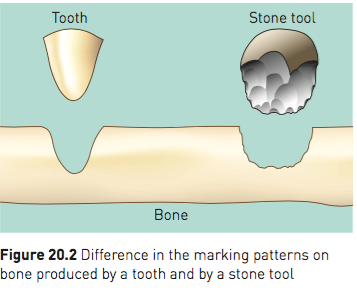 Tooth
Stone tool
Bone
Figure 20.2 Difference in the marking patterns on
bone produced by a tooth and by a stone tool